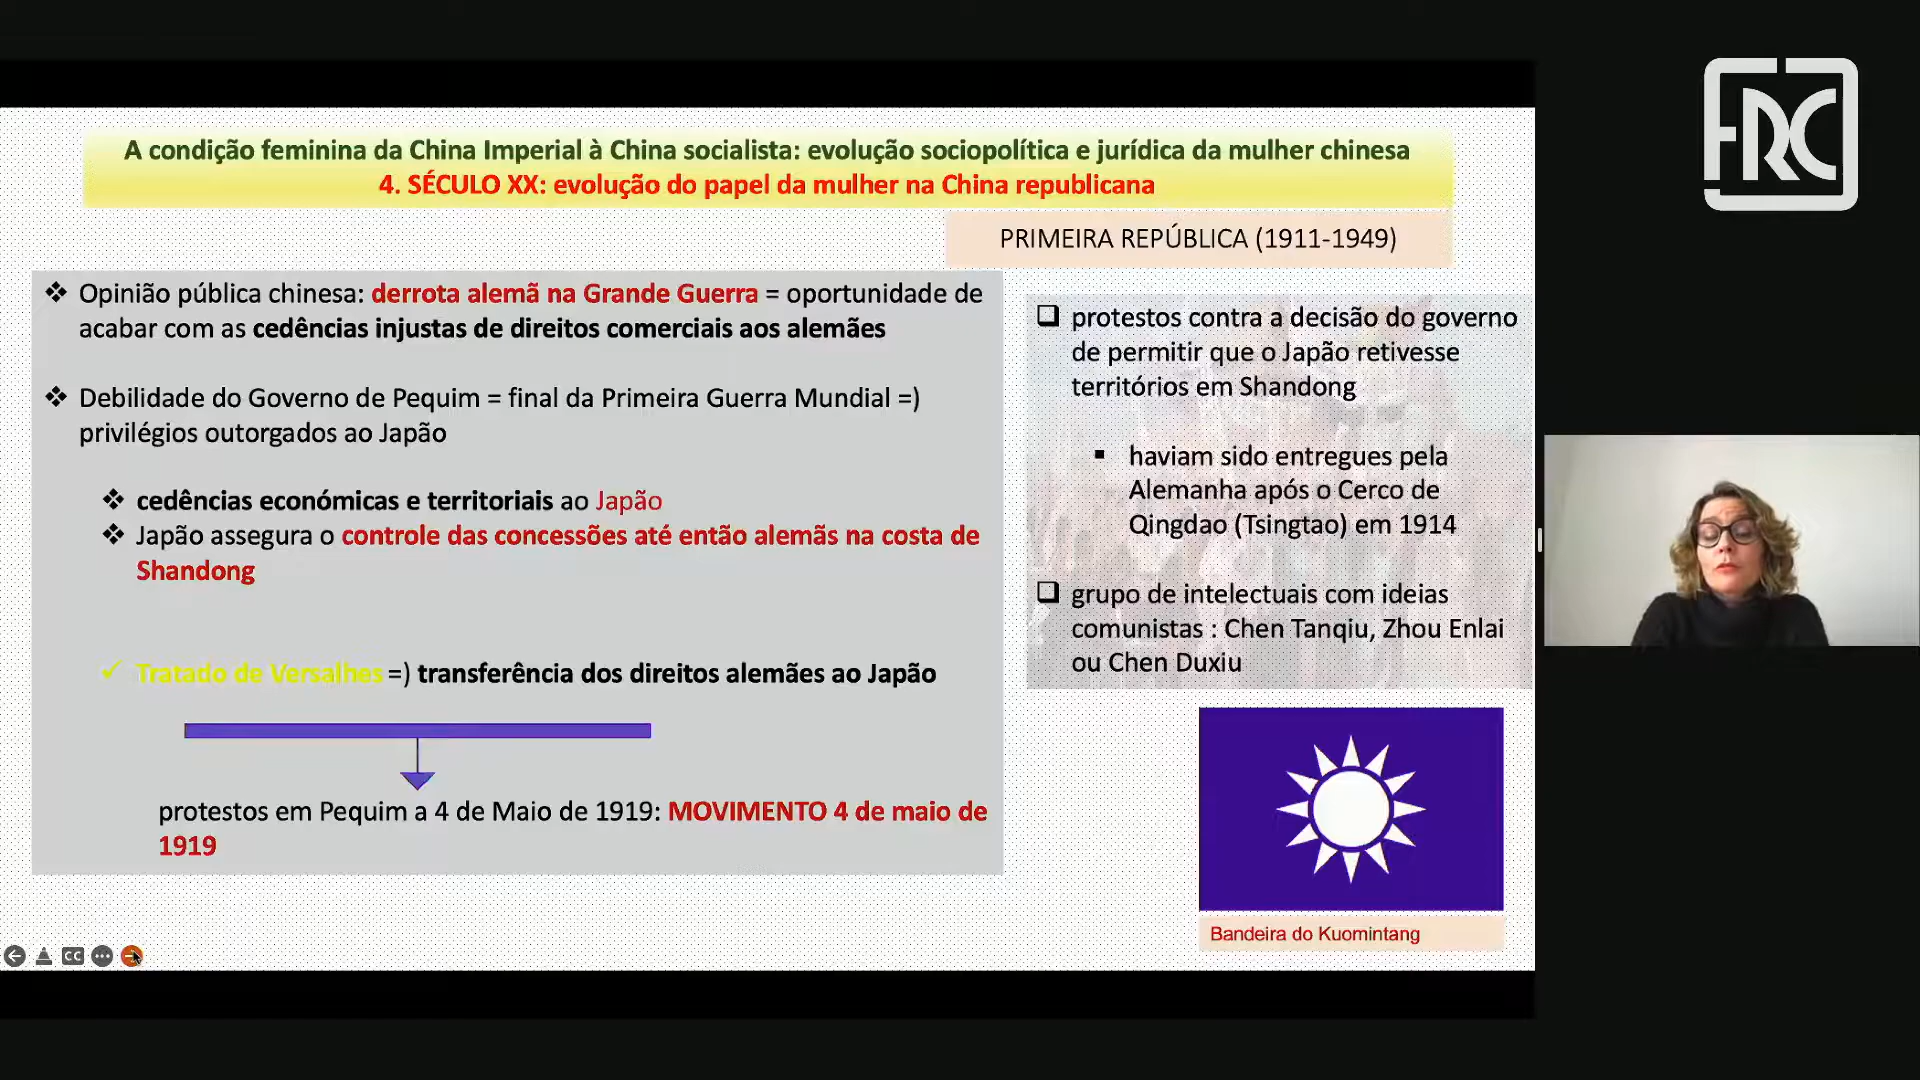 A condição feminina da China Imperial à China socialista: evolução sociopolítica e jurídica da mulher chinesa
4. SÉCULO XX: evolução do papel da mulher na China republicana
PRIMEIRA REPÚBLICA (1911-1949)
❖ Opinião pública chinesa: derrota alemã na Grande Guerra = oportunidade de
acabar com as cedências injustas de direitos comerciais aos alemães
❖ Debilidade do Governo de Pequim = final da Primeira Guerra Mundial =)
privilégios outorgados ao Japão
❖ cedências económicas e territoriais ao Japão
❖ Japão assegura o controle das concessões até então alemãs na costa de
Shandong
✓ Tratado de Versalhes =) transferência dos direitos alemães ao Japão
protestos em Pequim a 4 de Maio de 1919: MOVIMENTO 4 de maio de
1919
❑ protestos contra a decisão do governo
de permitir que o Japão retivesse
territórios em Shandong
▪ haviam sido entregues pela
Alemanha após o Cerco de
Qingdao (Tsingtao) em 1914
❑ grupo de intelectuais com ideias
comunistas : Chen Tanqiu, Zhou Enlai
ou Chen Duxiu
Bandeira do Kuomintang
CC
FRC